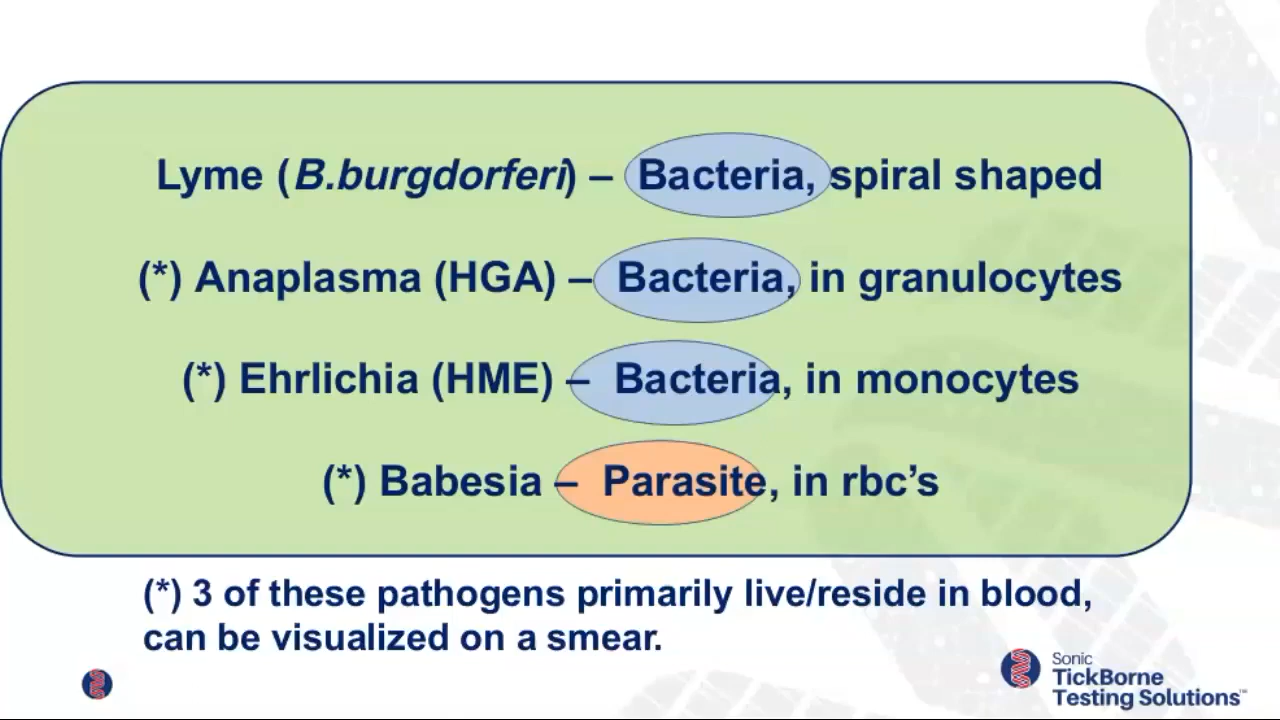 Lyme (B.burgdorferi) – Bacteria, spiral shaped
(*) Anaplasma (HGA) – Bacteria, in granulocytes
(*) Ehrlichia (HME) – Bacteria, in monocytes
(*) Babesia – Parasite, in rbc’s
(*) 3 of these pathogens primarily live/reside in blood,
can be visualized on a smear.
Sonic
TickBorne
Testing Solutions™